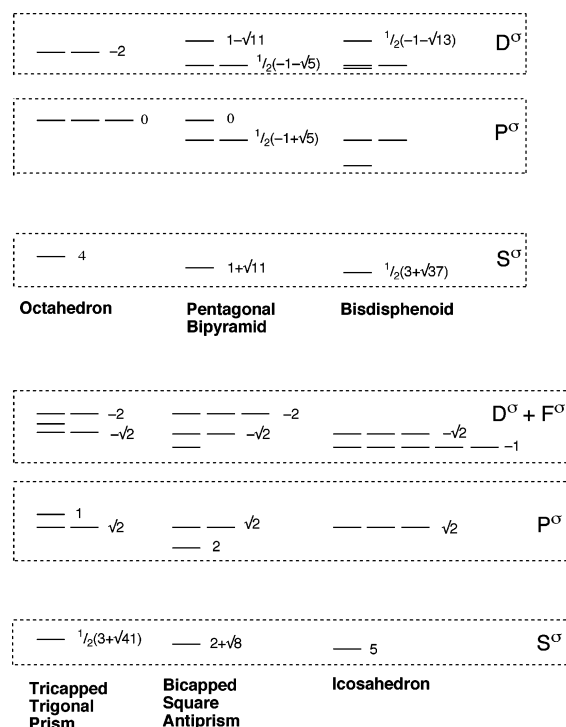 1−√11 ¹/₂(−1−√13) Dσ
−2 ¹/₂(−1−√5)
0 0 Pσ
¹/₂(−1+√5)
4 Sσ
1+√11 ¹/₂(3+√37)
Octahedron Pentagonal Bisdisphenoid
Bipyramid
−2 −2 Dσ + Fσ
−√2 −√2 −√2
−1
1 Pσ
√2 √2 √2
2
¹/₂(3+√41) 2+√8 5 Sσ
Tricapped Bicapped Icosahedron
Trigonal Square
Prism Antiprism